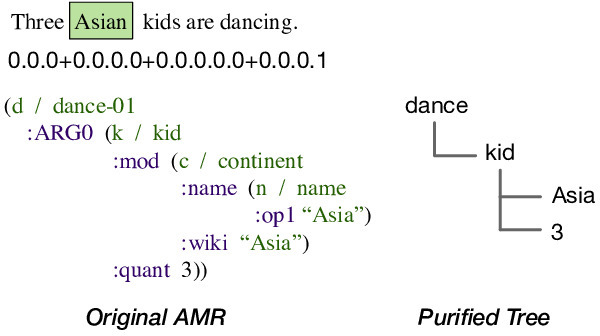 Three Asian kids are dancing.
0.0.0+0.0.0.0+0.0.0.0.0+0.0.0.1
(d / dance-01
:ARG0 (k / kid
:mod (c / continent
:name (n / name
:op1 “Asia”)
:wiki “Asia”)
:quant 3))
Original AMR
dance
kid
Asia
3
Purified Tree